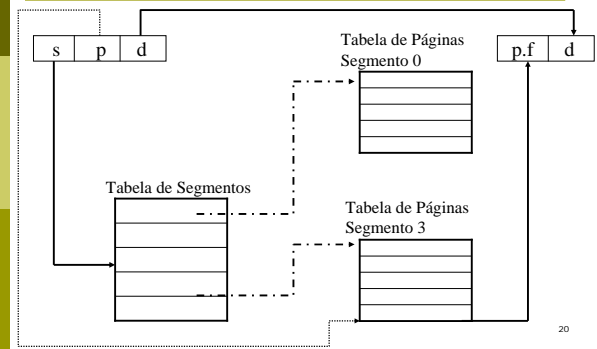 s p d
Tabela de Páginas
Segmento 0
p.f d
Tabela de Segmentos
Tabela de Páginas
Segmento 3
20